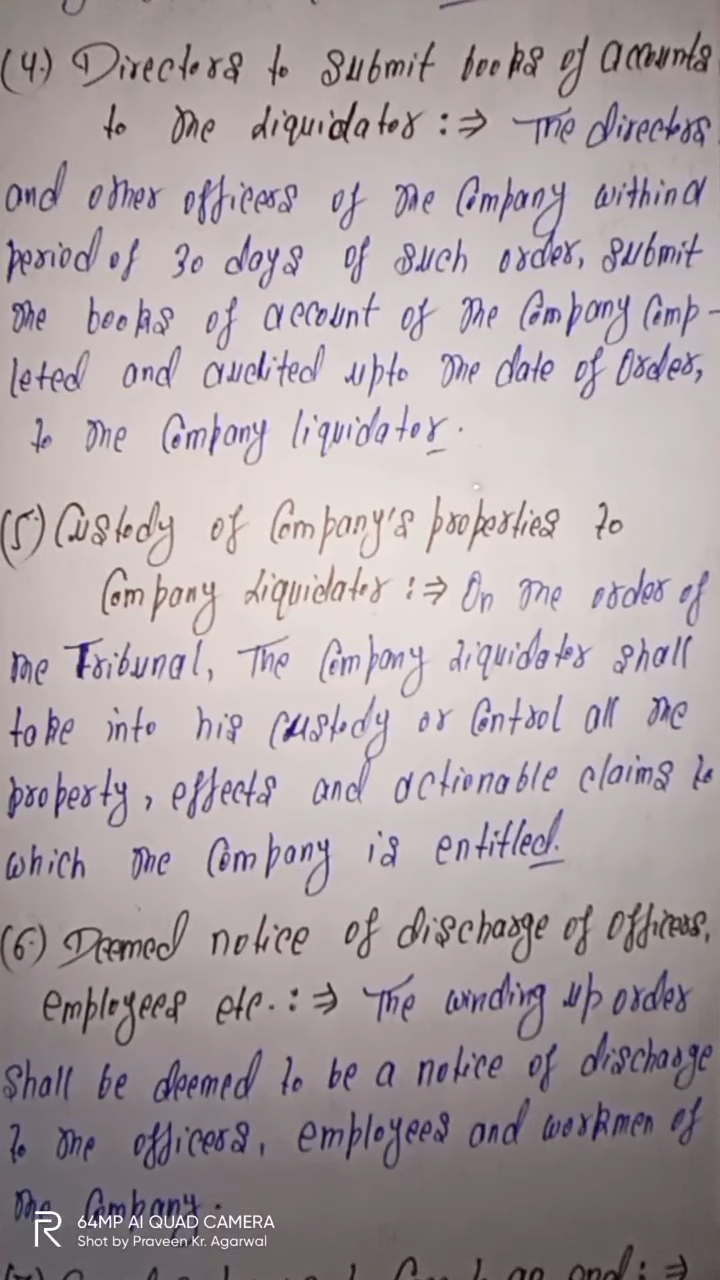 (4.) Directors to submit books of accounts
to the Liquidator :⇒ The directors
and other officers of the Company within a
period of 30 days of such order, submit
the books of account of the Company Comp-
leted and audited upto the date of Order,
to the Company liquidator.
(5.) Custody of Company's properties to
Company Liquidator :⇒ On the order of
the Tribunal, The Company Liquidator shall
take into his custody or Control all the
property, effects and actionable claims to
which the Company is entitled.
(6.) Deemed notice of discharge of officers,
employees etc. :⇒ The winding up order
shall be deemed to be a notice of discharge
to the officers, employees and workmen of
the Company.
R 64MP AI QUAD CAMERA
Shot by Praveen Kr. Agarwal